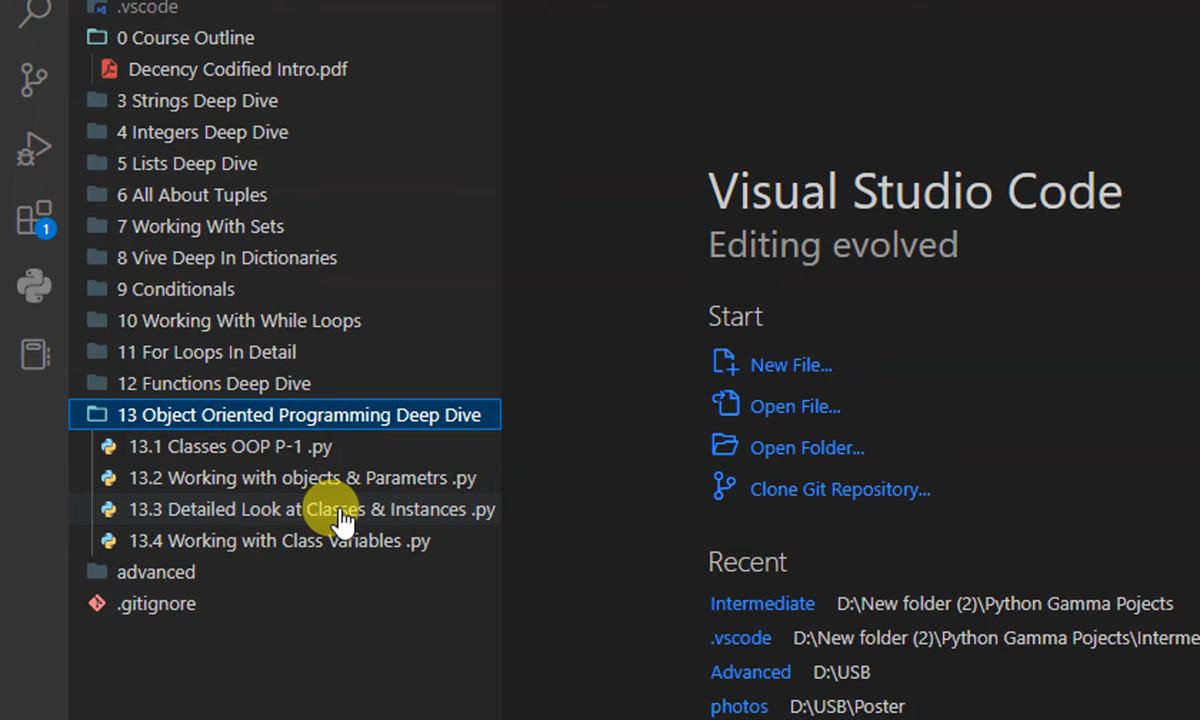 .vscode
0 Course Outline
Decency Codified Intro.pdf
3 Strings Deep Dive
4 Integers Deep Dive
5 Lists Deep Dive
6 All About Tuples
7 Working With Sets
8 Vive Deep In Dictionaries
9 Conditionals
10 Working With While Loops
11 For Loops In Detail
12 Functions Deep Dive
13 Object Oriented Programming Deep Dive
13.1 Classes OOP P-1 .py
13.2 Working with objects & Parametrs .py
13.3 Detailed Look at Classes & Instances .py
13.4 Working with Class Variables .py
advanced
.gitignore
1
Visual Studio Code
Editing evolved
Start
New File...
Open File...
Open Folder...
Clone Git Repository...
Recent
Intermediate D:\New folder (2)\Python Gamma Pojects
.vscode D:\New folder (2)\Python Gamma Pojects\Interme
Advanced D:\USB
photos D:\USB\Poster